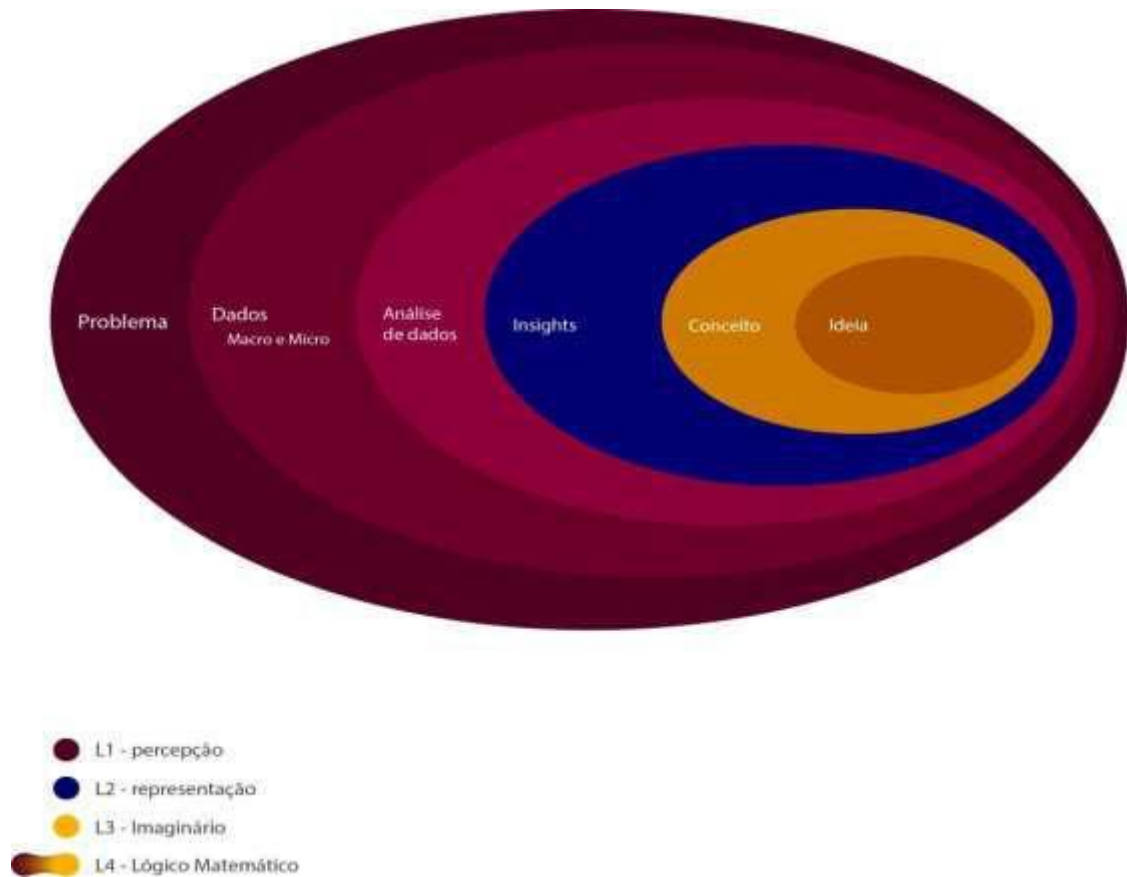 Problema
Dados
Macro e Micro
Análise
de dados
Insights
Conceito
Ideia
L1 - percepção
L2 - representação
L3 - Imaginário
L4 - Lógico Matemático